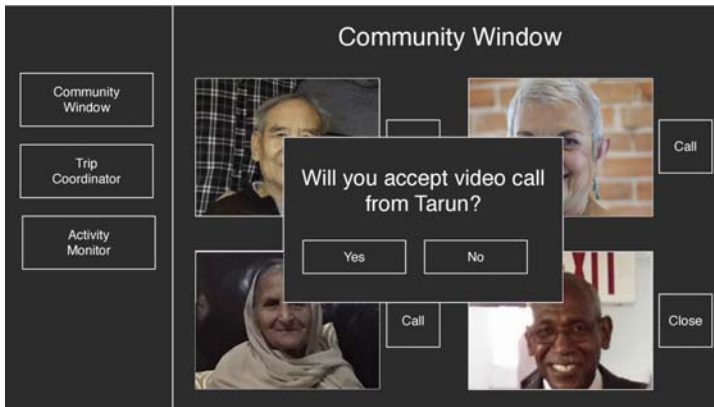 Community Window
Community
Window
Trip
Coordinator
Activity
Monitor
Call
Will you accept video call
from Tarun?
Yes
No
Call
Close